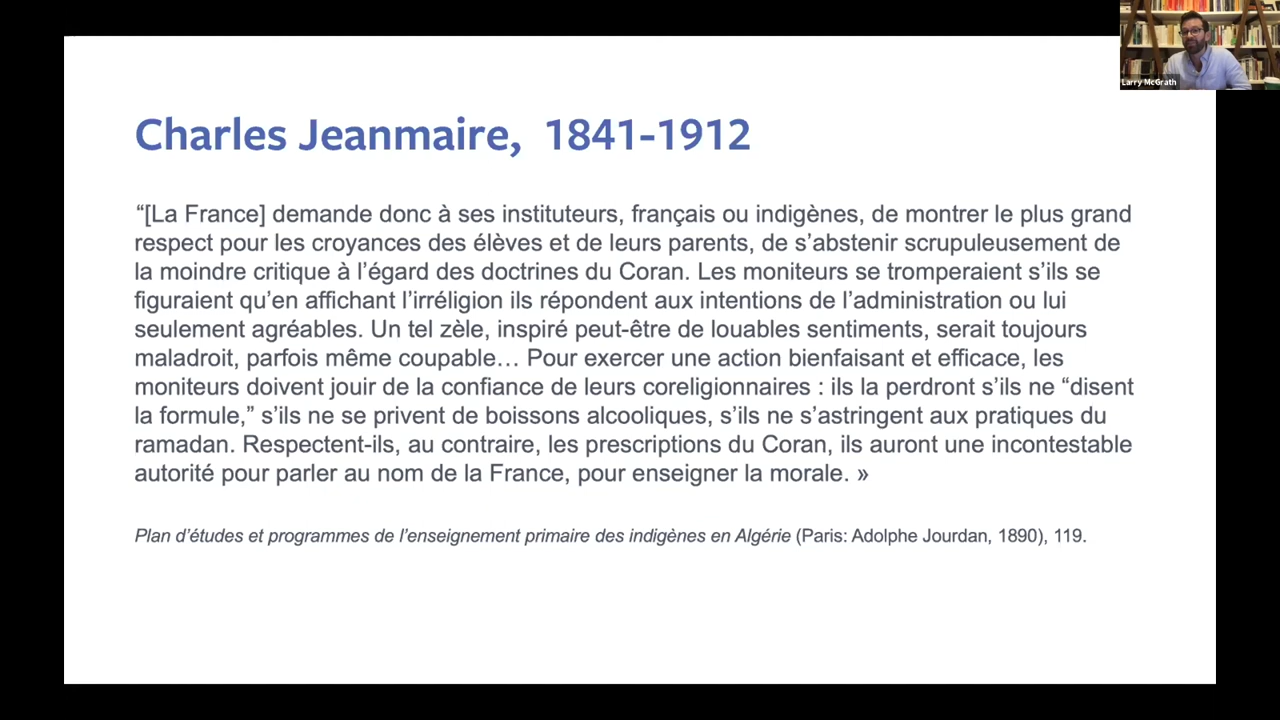 Larry McGrath
Charles Jeanmaire, 1841-1912
“[La France] demande donc à ses instituteurs, français ou indigènes, de montrer le plus grand
respect pour les croyances des élèves et de leurs parents, de s’abstenir scrupuleusement de
la moindre critique à l’égard des doctrines du Coran. Les moniteurs se tromperaient s’ils se
figuraient qu’en affichant l’irréligion ils répondent aux intentions de l’administration ou lui
seulement agréables. Un tel zèle, inspiré peut-être de louables sentiments, serait toujours
maladroit, parfois même coupable… Pour exercer une action bienfaisant et efficace, les
moniteurs doivent jouir de la confiance de leurs coreligionnaires : ils la perdront s’ils ne “disent
la formule,” s’ils ne se privent de boissons alcooliques, s’ils ne s’astringent aux pratiques du
ramadan. Respectent-ils, au contraire, les prescriptions du Coran, ils auront une incontestable
autorité pour parler au nom de la France, pour enseigner la morale. »
Plan d’études et programmes de l’enseignement primaire des indigènes en Algérie (Paris: Adolphe Jourdan, 1890), 119.